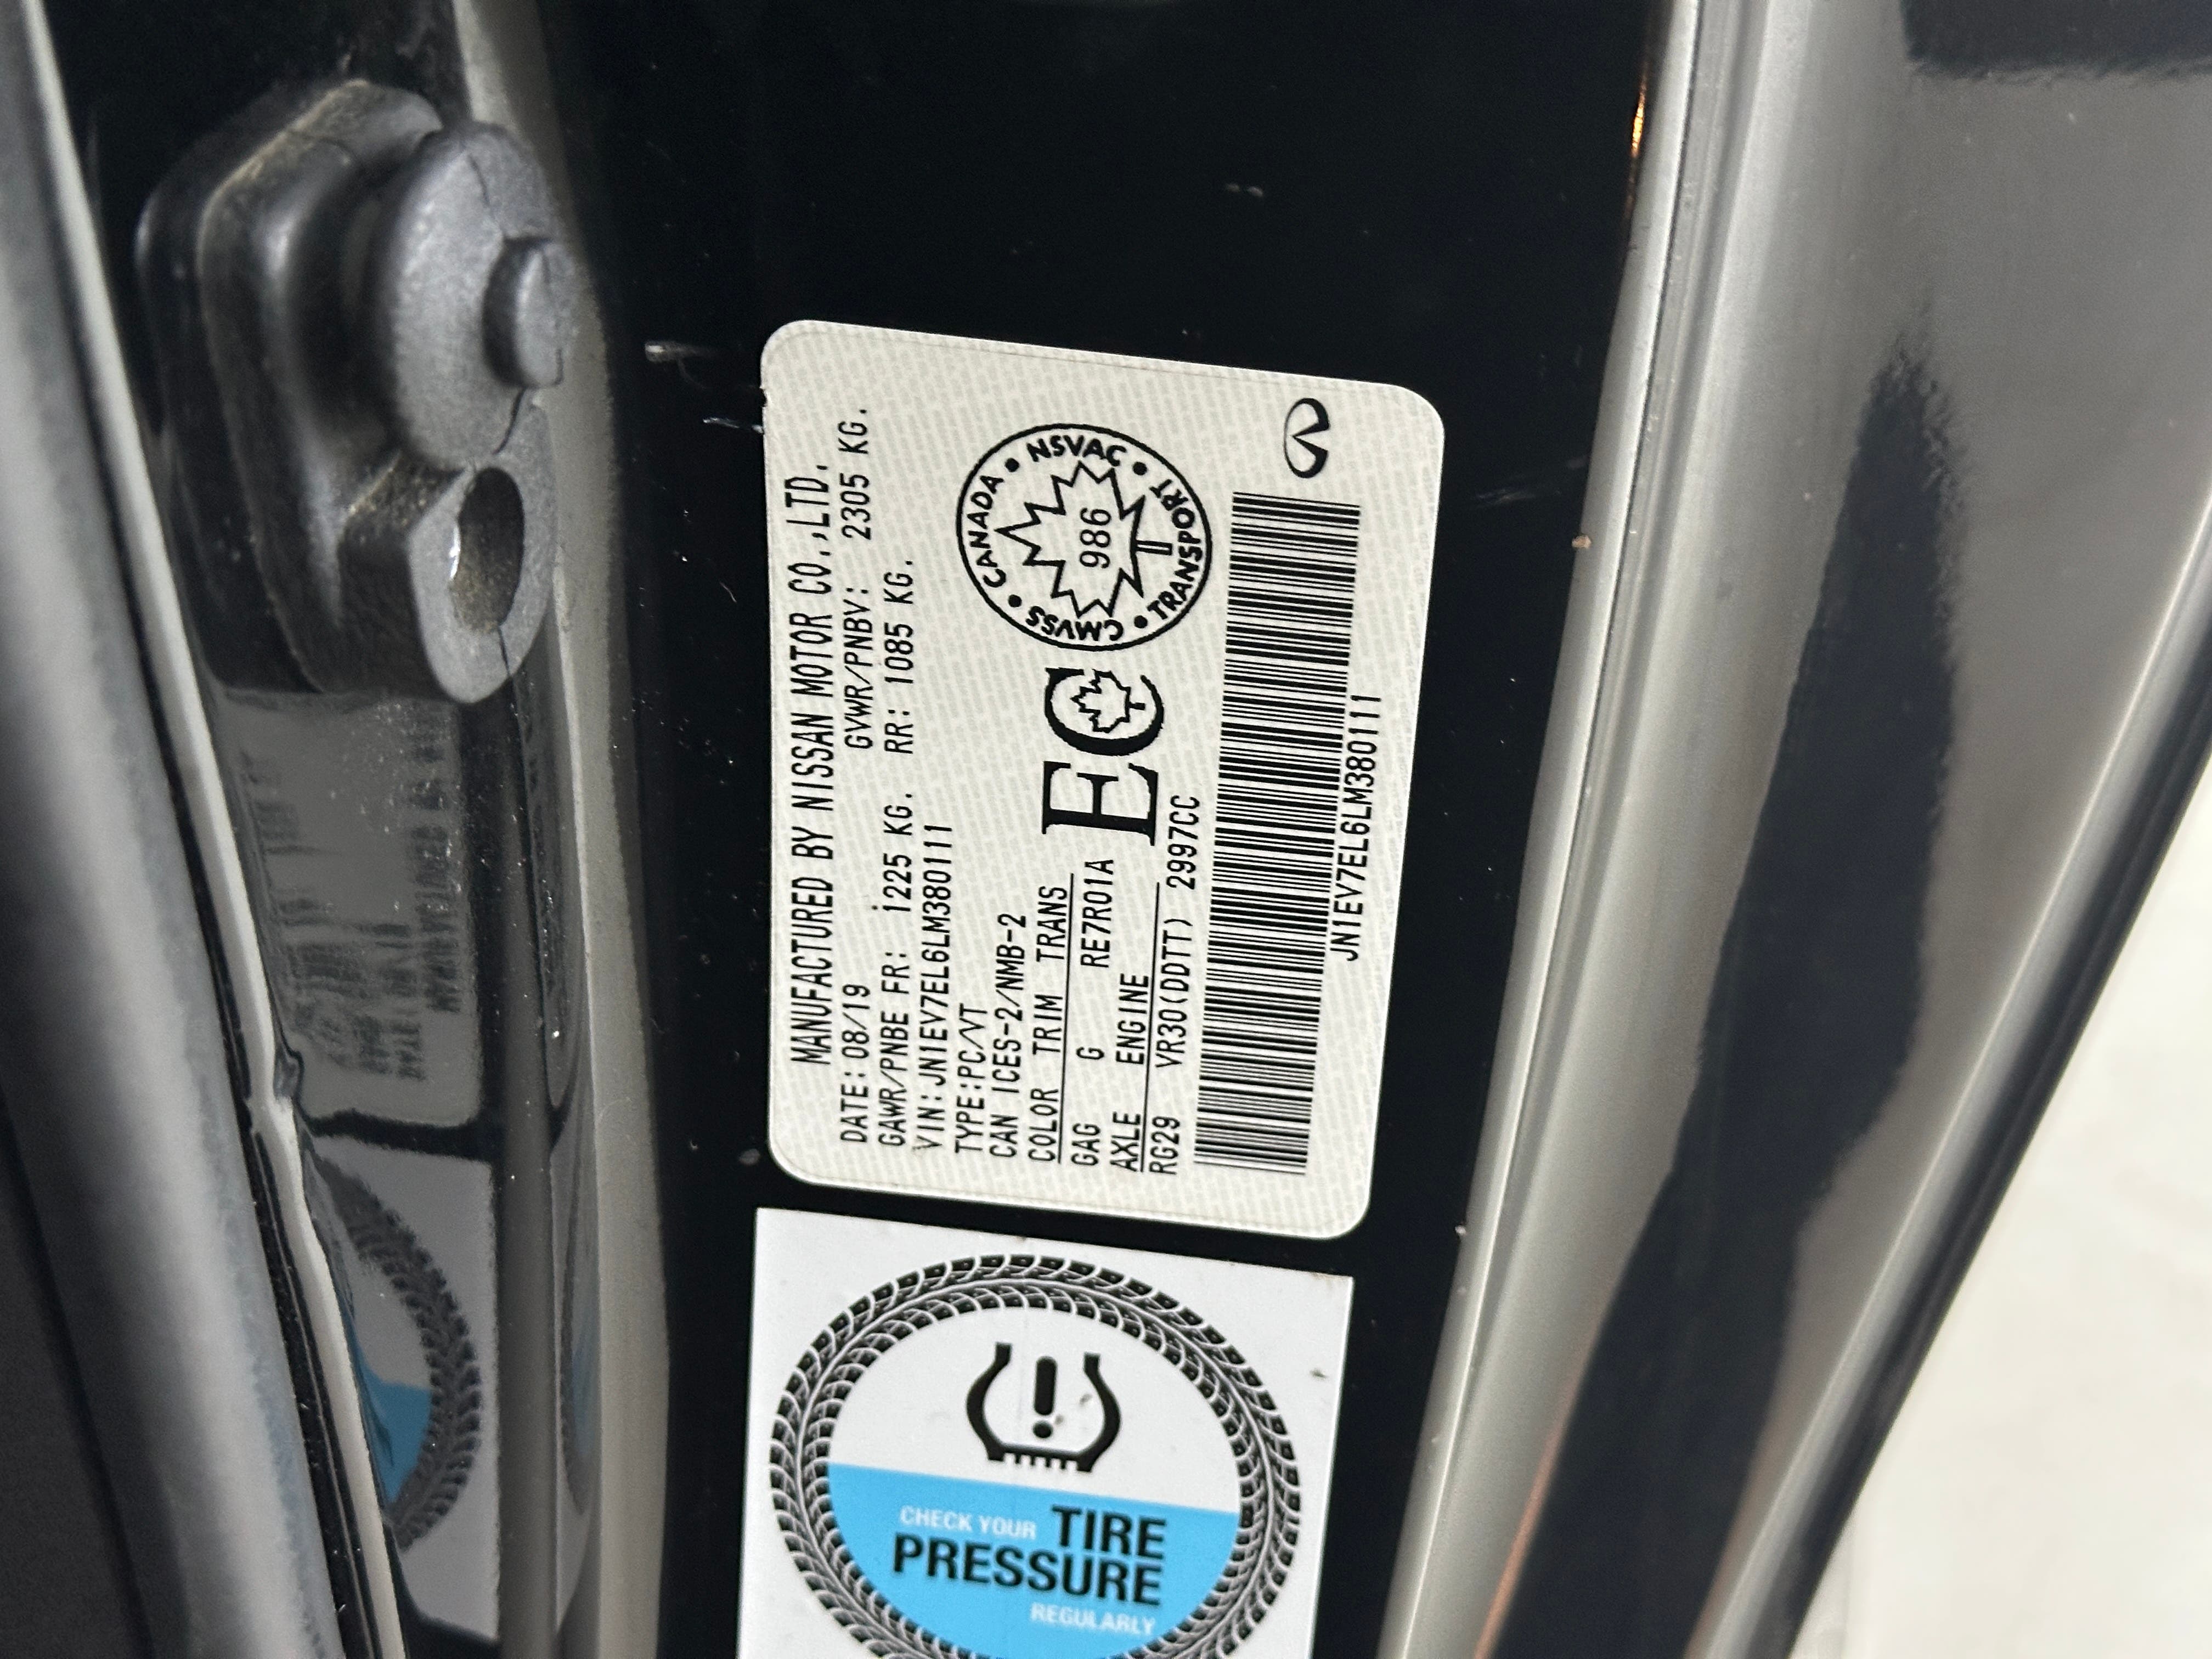 MANUFACTURED BY NISSAN MOTOR CO.,LTD.
DATE: 08/19 GVWR/PNBV: 2305 KG.
GAWR/PNBE FR: 1225 KG. RR: 1085 KG.
VIN:JN1EV7EL6LM380111
TYPE:PC/VT
CAN ICES-2/NMB-2
COLOR TRIM TRANS
GAG G RE7R01A
AXLE ENGINE
RG29 VR30(DDTT) 2997CC
EC
CANADA • NSVAC • TRANSPORT • CMVSS •
986
T
JN1EV7EL6LM380111
CHECK YOUR TIRE
PRESSURE
REGULARLY